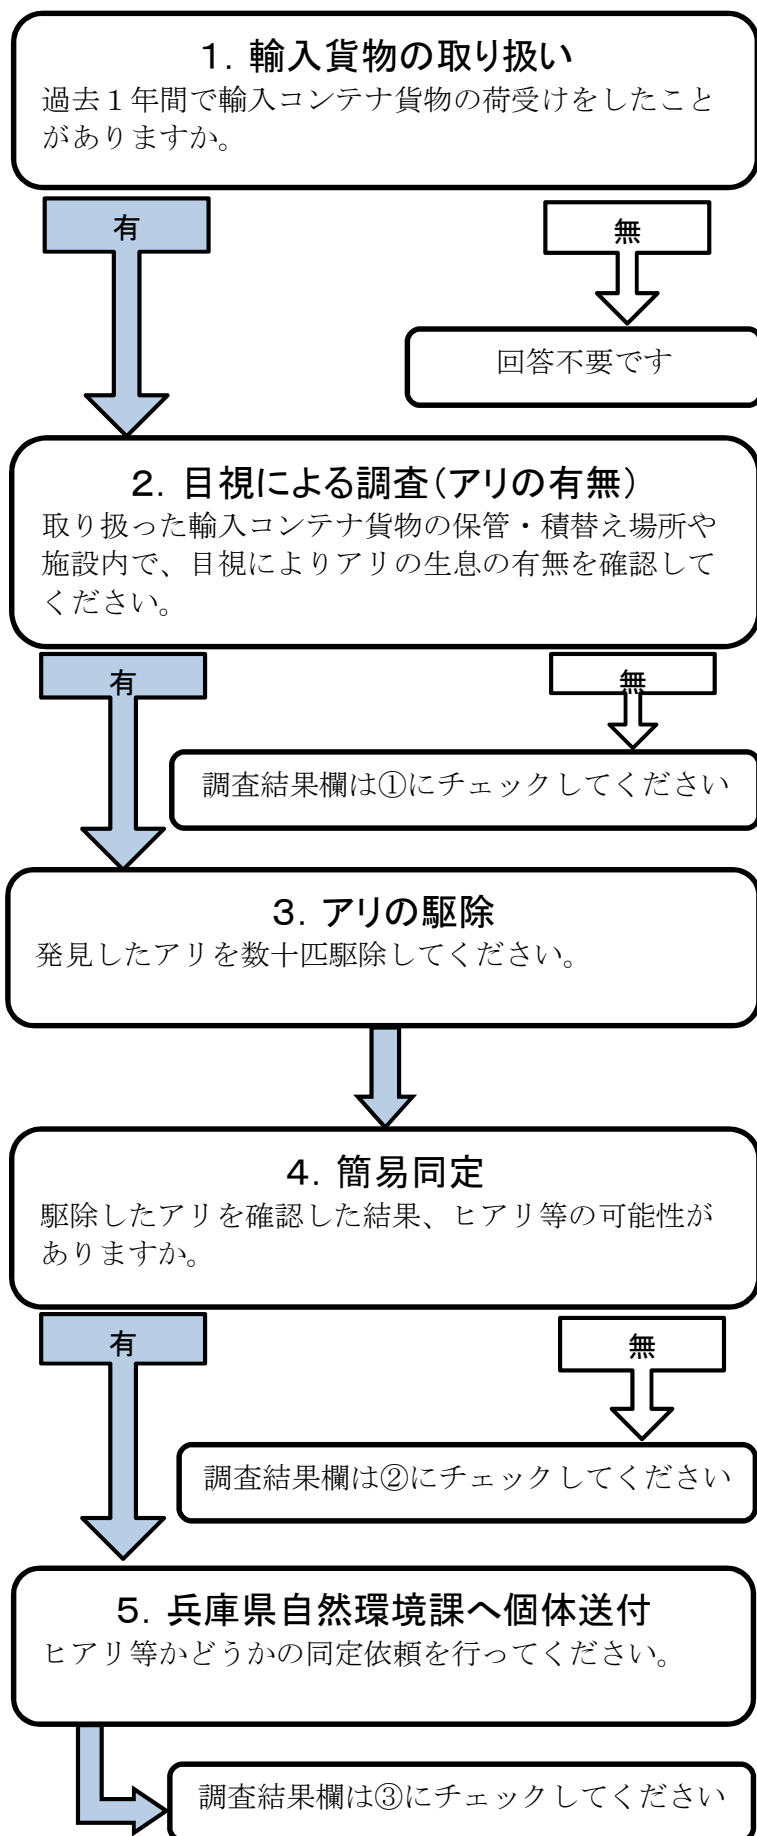 １．輸入貨物の取り扱い
過去１年間で輸入コンテナ貨物の荷受けをしたこと
がありますか。
有
無
回答不要です
２．目視による調査（アリの有無）
取り扱った輸入コンテナ貨物の保管・積替え場所や
施設内で、目視によりアリの生息の有無を確認して
ください。
有
無
調査結果欄は①にチェックしてください
３．アリの駆除
発見したアリを数十匹駆除してください。
４．簡易同定
駆除したアリを確認した結果、ヒアリ等の可能性が
ありますか。
有
無
調査結果欄は②にチェックしてください
５．兵庫県自然環境課へ個体送付
ヒアリ等かどうかの同定依頼を行ってください。
調査結果欄は③にチェックしてください